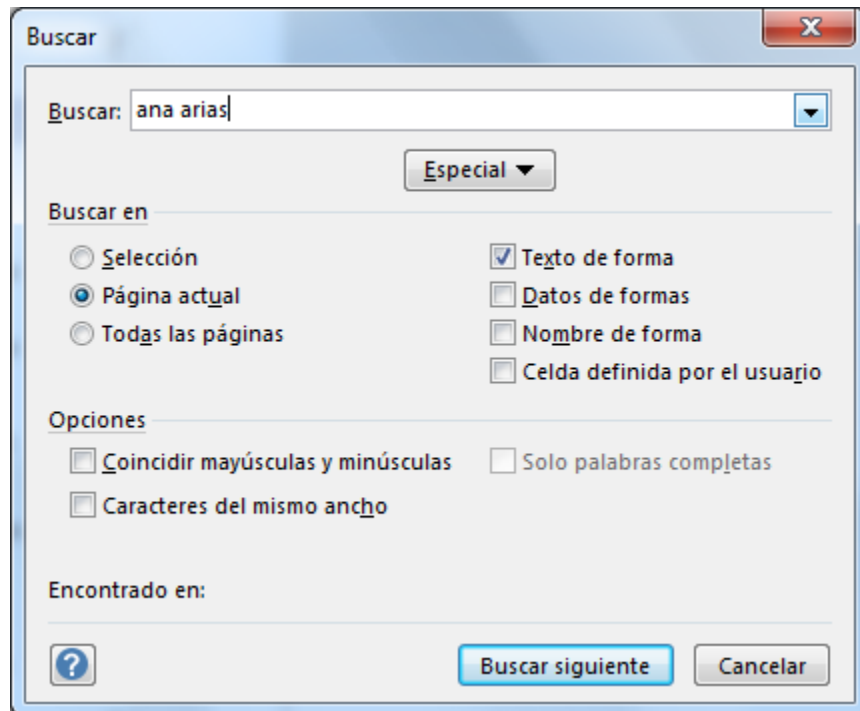 Buscar
Buscar: ana arias
Especial
Buscar en
Selección
Texto de forma
Página actual
Datos de formas
Todas las páginas
Nombre de forma
Celda definida por el usuario
Opciones
Coincidir mayúsculas y minúsculas
Solo palabras completas
Caracteres del mismo ancho
Encontrado en:
Buscar siguiente
Cancelar